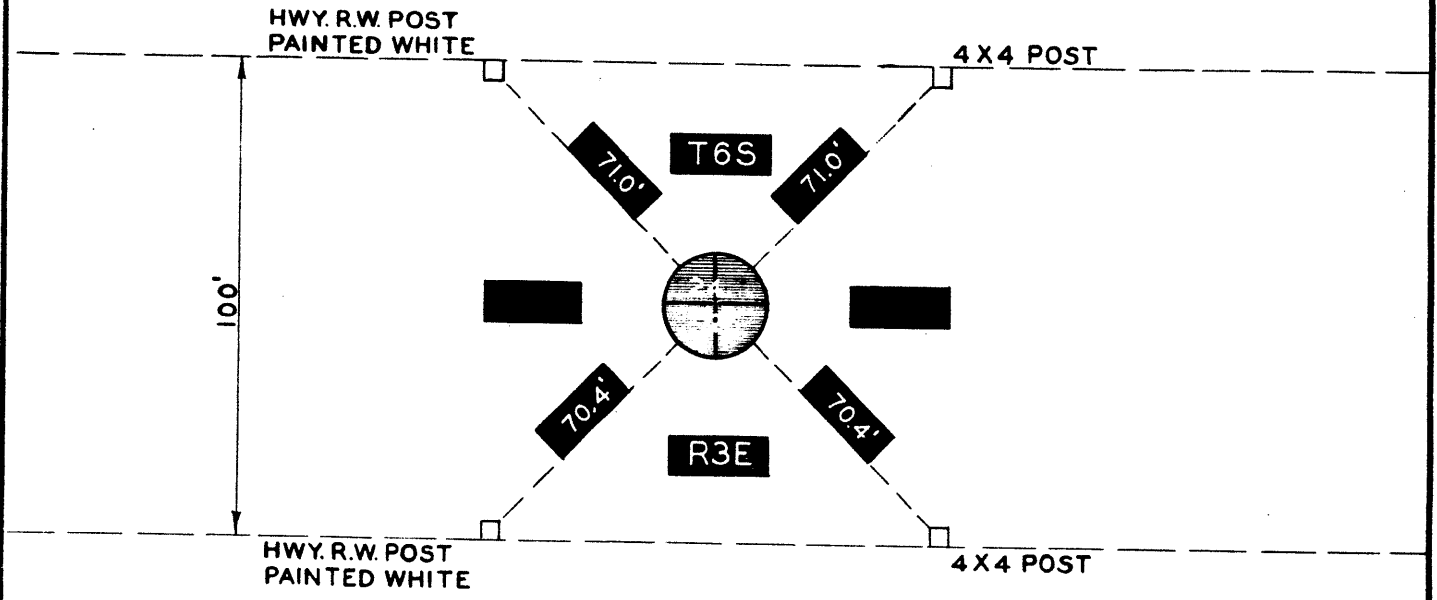 HWY. R.W. POST
PAINTED WHITE
4 X 4 POST
71.0'
T6S
71.0'
100'
70.4'
70.4'
R3E
HWY. R.W. POST
PAINTED WHITE
4 X 4 POST